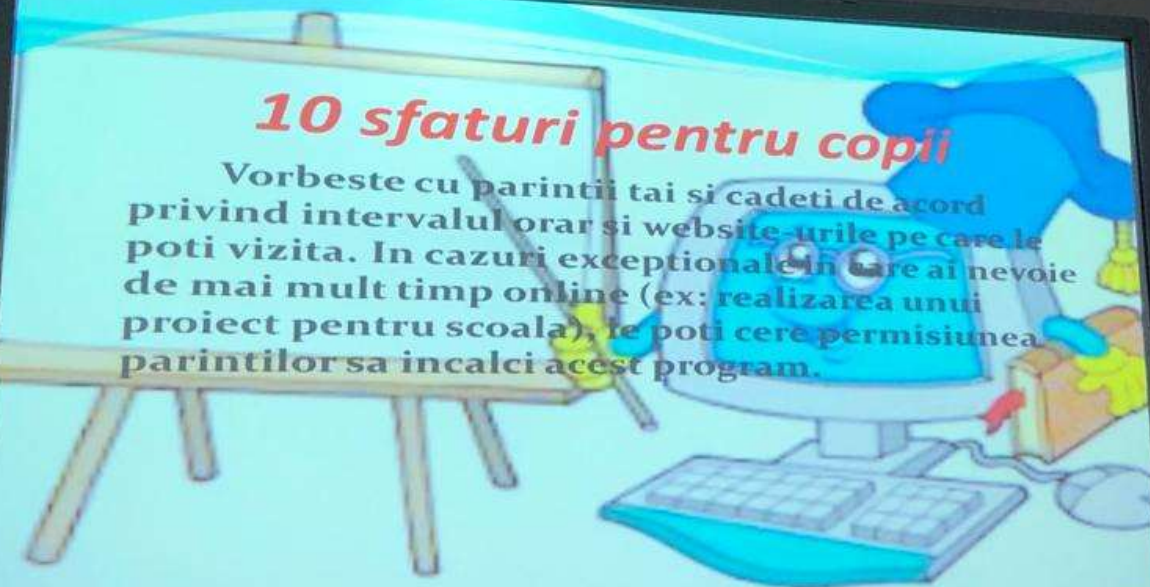 10 sfaturi pentru copii
Vorbeste cu parintii tai si cadeti de acord
privind intervalul orar si website-urile pe care le
poti vizita. In cazuri exceptionale in care ai nevoie
de mai mult timp online (ex: realizarea unui
proiect pentru scoala), le poti cere permisiunea
parintilor sa incalci acest program.